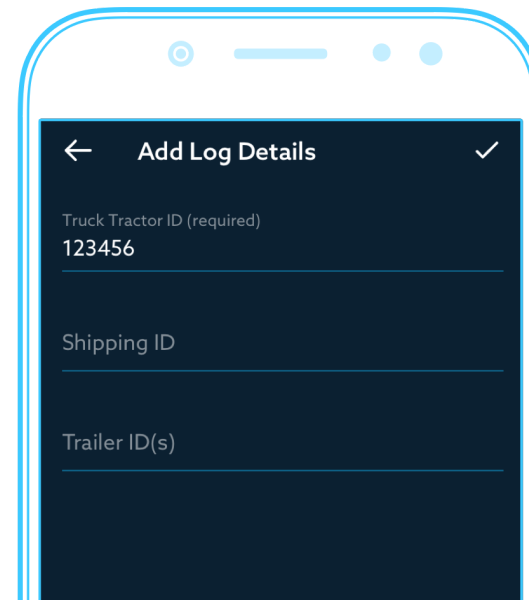 Add Log Details
Truck Tractor ID (required)
123456
Shipping ID
Trailer ID(s)